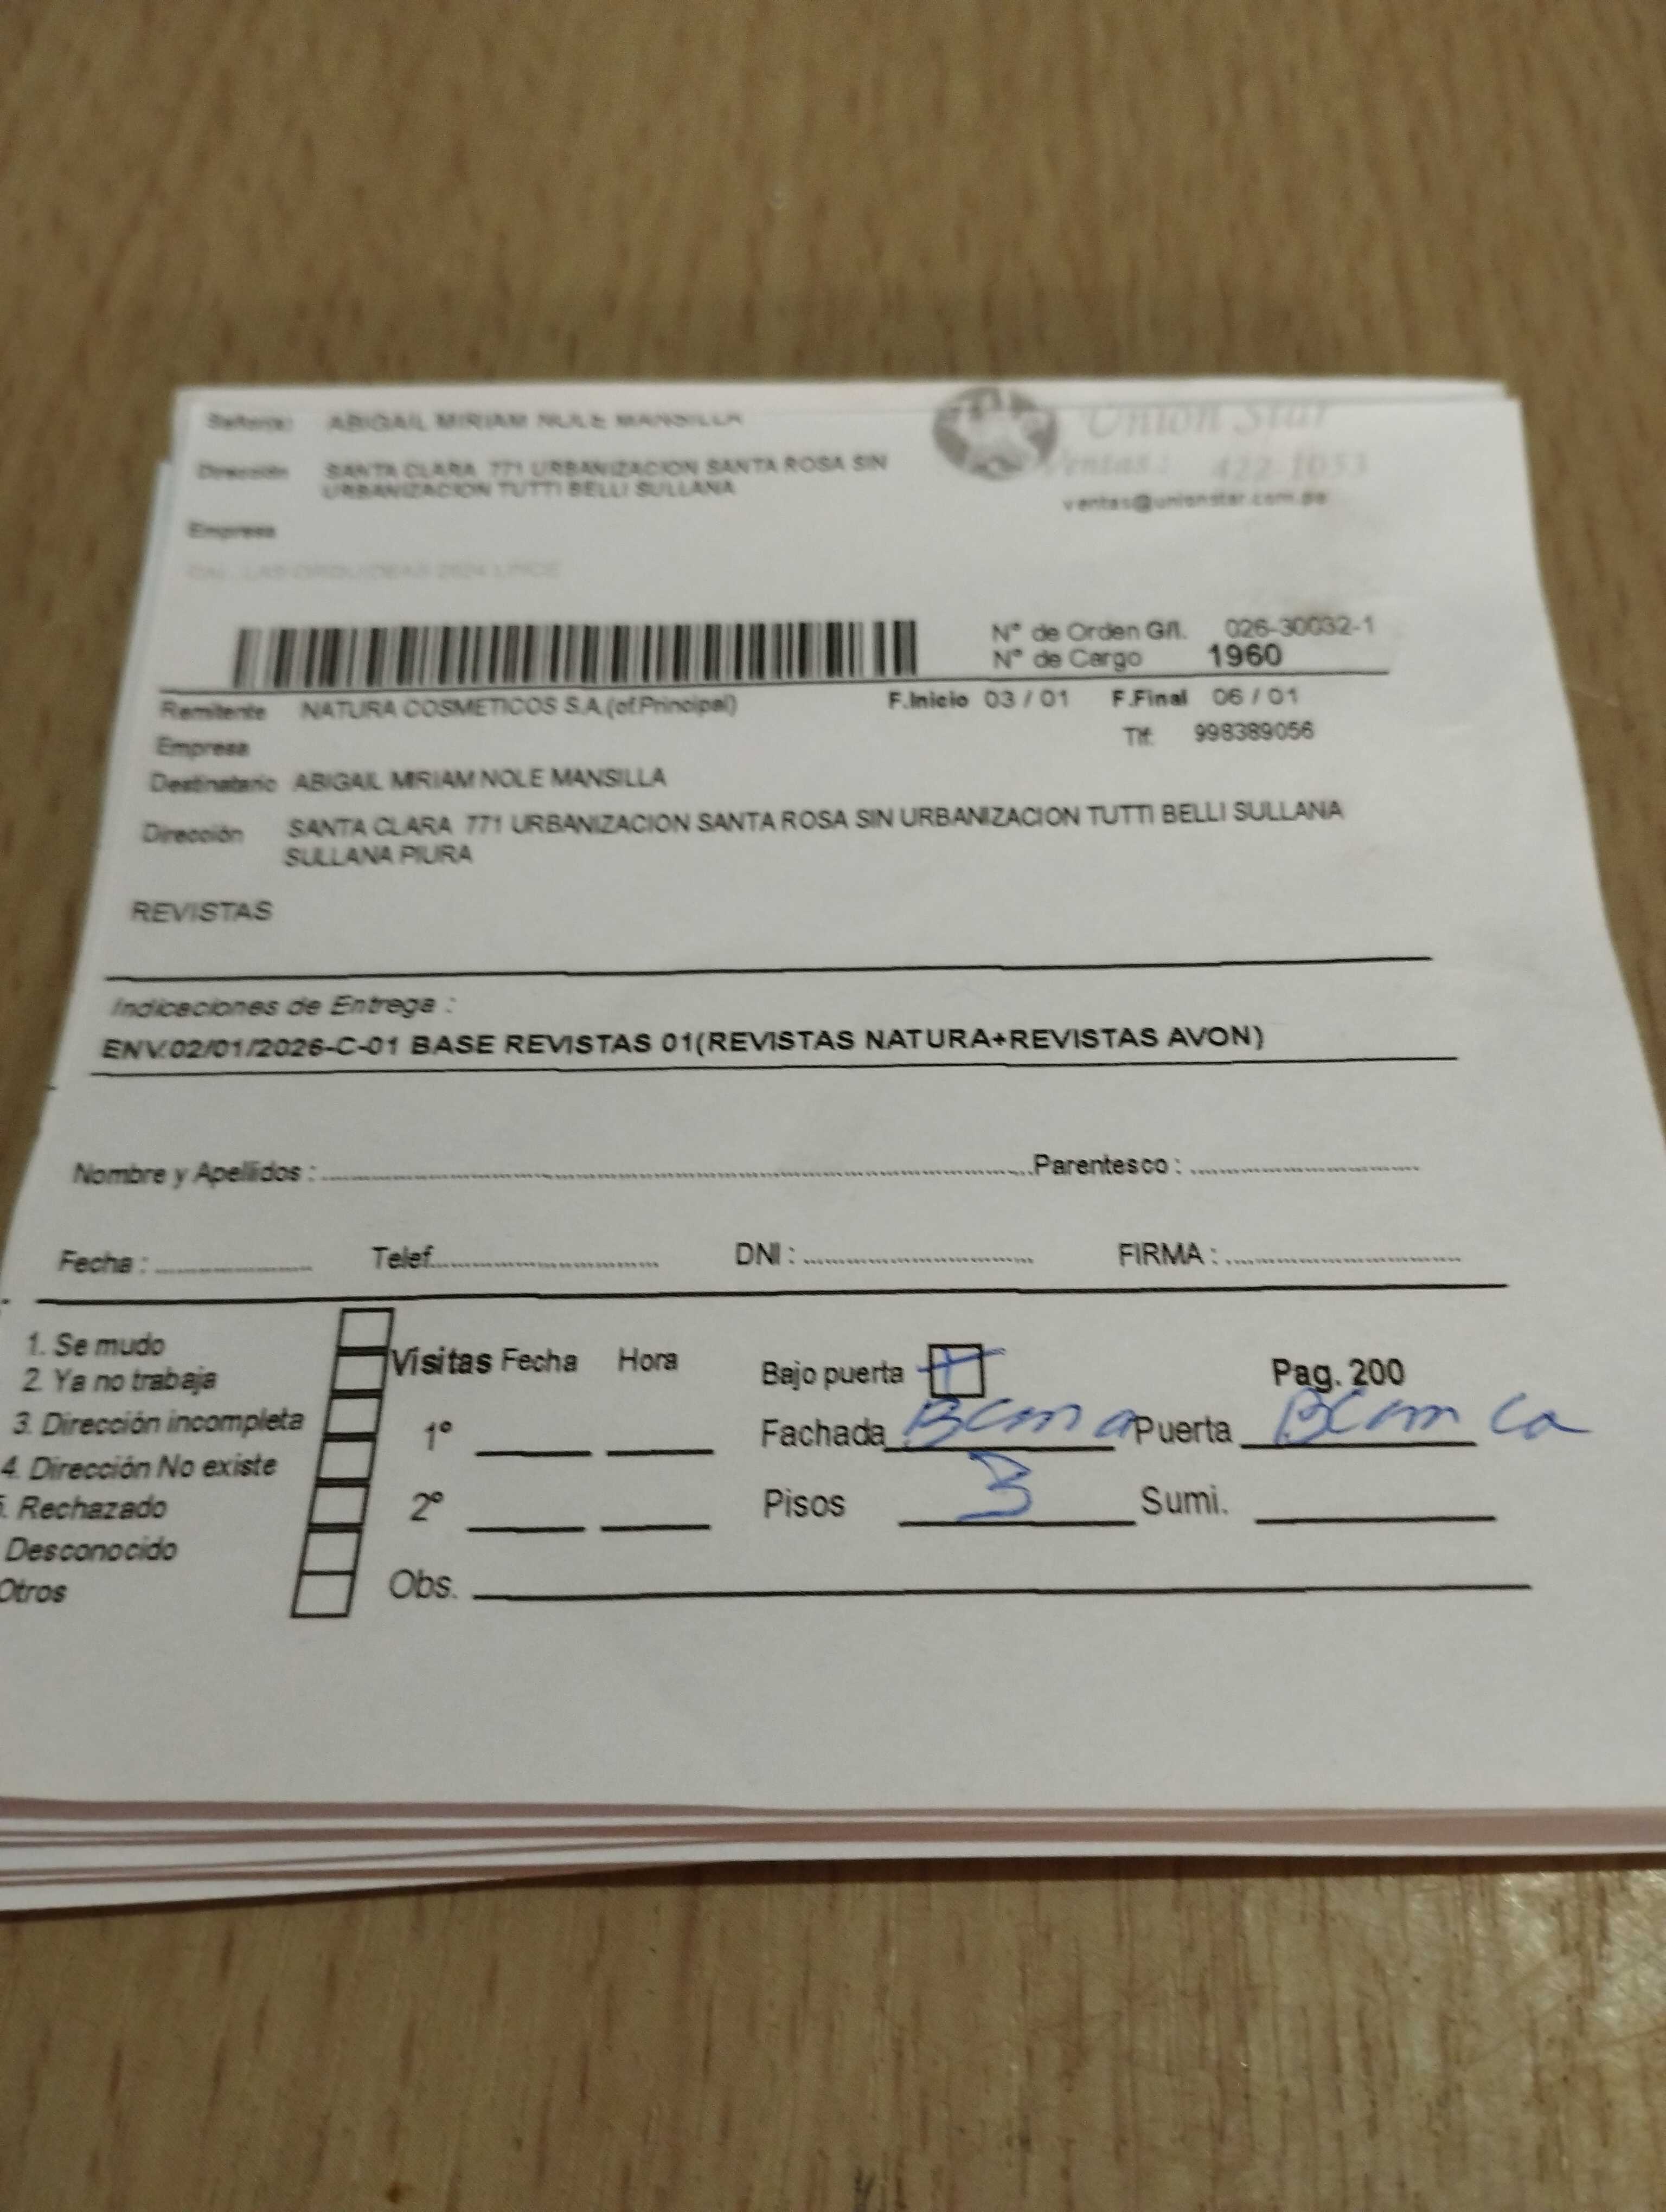 Señor(s) ABIGAIL MIRIAM NOLE MANSILLA
Union Star
Dirección SANTA CLARA 771 URBANIZACION SANTA ROSA SIN
URBANIZACION TUTTI BELLI SULLANA
Ventas: 422-1053
ventas@unionstar.com.pe
Empresa
CAL. LAS ORQUIDEAS 2624 LINCE
N° de Orden G/I. 026-30032-1
N° de Cargo 1960
Remitente NATURA COSMETICOS S.A.(of.Principal) F.Inicio 03 / 01 F.Final 06 / 01
Empresa Tlf: 998389056
Destinatario ABIGAIL MIRIAM NOLE MANSILLA
Dirección SANTA CLARA 771 URBANIZACION SANTA ROSA SIN URBANIZACION TUTTI BELLI SULLANA
SULLANA PIURA
REVISTAS
Indicaciones de Entrega :
ENV.02/01/2026-C-01 BASE REVISTAS 01(REVISTAS NATURA+REVISTAS AVON)
Nombre y Apellidos : Parentesco :
Fecha : Telef. DNI : FIRMA :
1. Se mudo
2. Ya no trabaja
3. Dirección incompleta
4. Dirección No existe
. Rechazado
Desconocido
Otros
Visitas Fecha Hora
1°
2°
Obs.
Bajo puerta Pag. 200
Fachada Puerta
Pisos 3 Sumi.